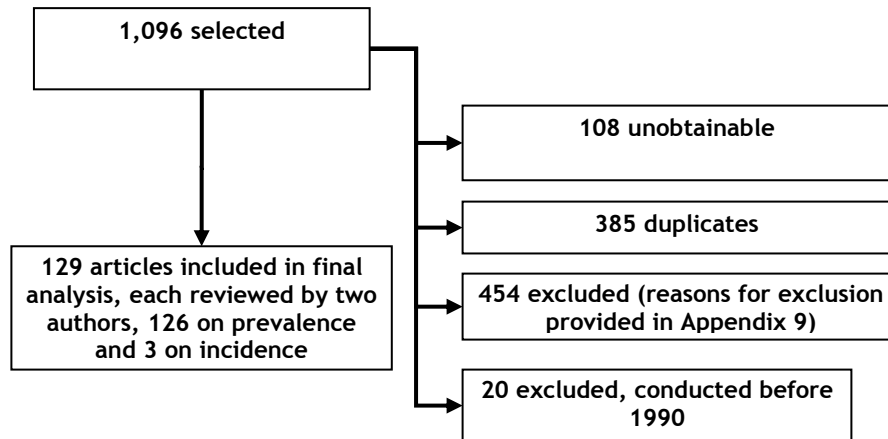 1,096 selected
108 unobtainable
385 duplicates
129 articles included in final
analysis, each reviewed by two
authors, 126 on prevalence
and 3 on incidence
454 excluded (reasons for exclusion
provided in Appendix 9)
20 excluded, conducted before
1990